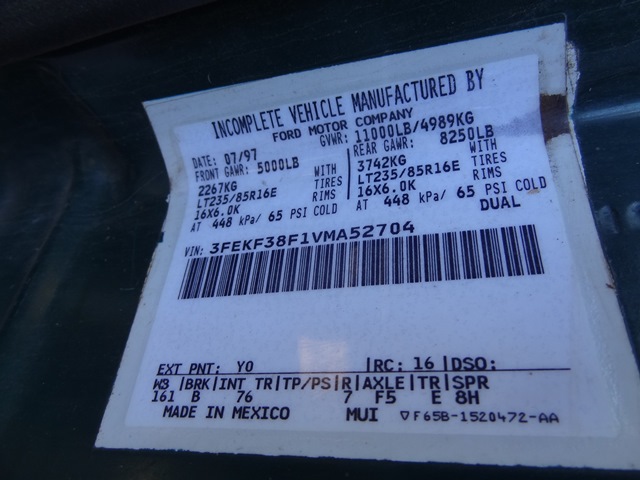 INCOMPLETE VEHICLE MANUFACTURED BY
FORD MOTOR COMPANY
DATE: 07/97 GVWR: 11000LB/4989KG
FRONT GAWR: 5000LB REAR GAWR: 8250LB
2267KG WITH 3742KG WITH
LT235/85R16E TIRES LT235/85R16E TIRES
16X6.0K RIMS 16X6.0K RIMS
AT 448 kPa/ 65 PSI COLD AT 448 kPa/ 65 PSI COLD
DUAL
VIN: 3FEKF38F1VMA52704
EXT PNT: YO |RC: 16 |DSO:
WB |BRK|INT TR|TP/PS|R|AXLE|TR|SPR
161 B 76 7 F5 E 8H
MADE IN MEXICO MUI ▽F65B-1520472-AA